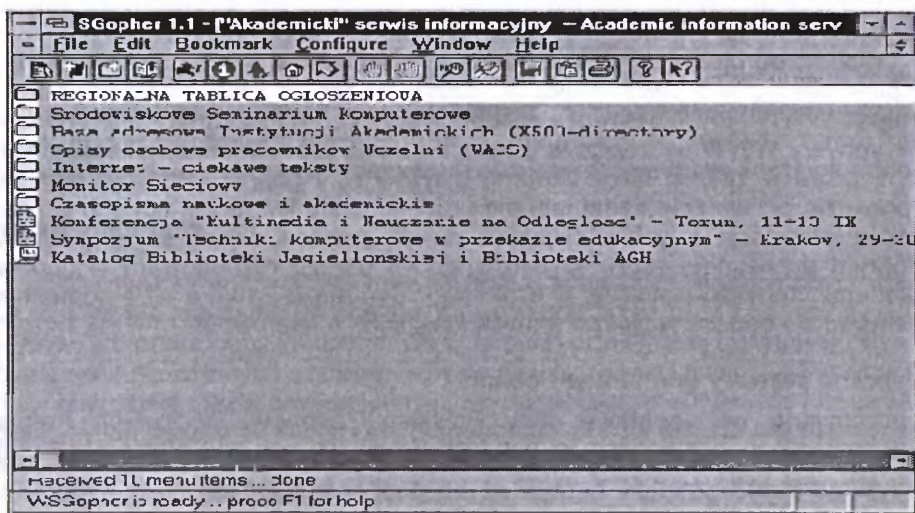 SGopher 1.1 - ["Akademicki" serwis informacyjny — Academic information serv
File Edit Bookmark Configure Window Help
REGIONALNA TABLICA OGLOSZENIOWA
Srodowiskowe Seminarium Komputerowe
Baza adresowa Instytucji Akademickich (X500-directory)
Spisy osobowe pracownikow Uczelni (WAIS)
Internet — ciekawe teksty
Monitor Sieciowy
Czasopisma naukowe i akademickie
Konferencja "Multimedia i Nauczanie na Odleglosc" — Torun, 11-13 IX
Sympozjum "Techniki komputerowe w przekazie edukacyjnym" — Krakow, 29-30
Katalog Biblioteki Jagiellonskiej i Biblioteki AGH
Received 10 menu items ... done
WSGopher is ready .. press F1 for help